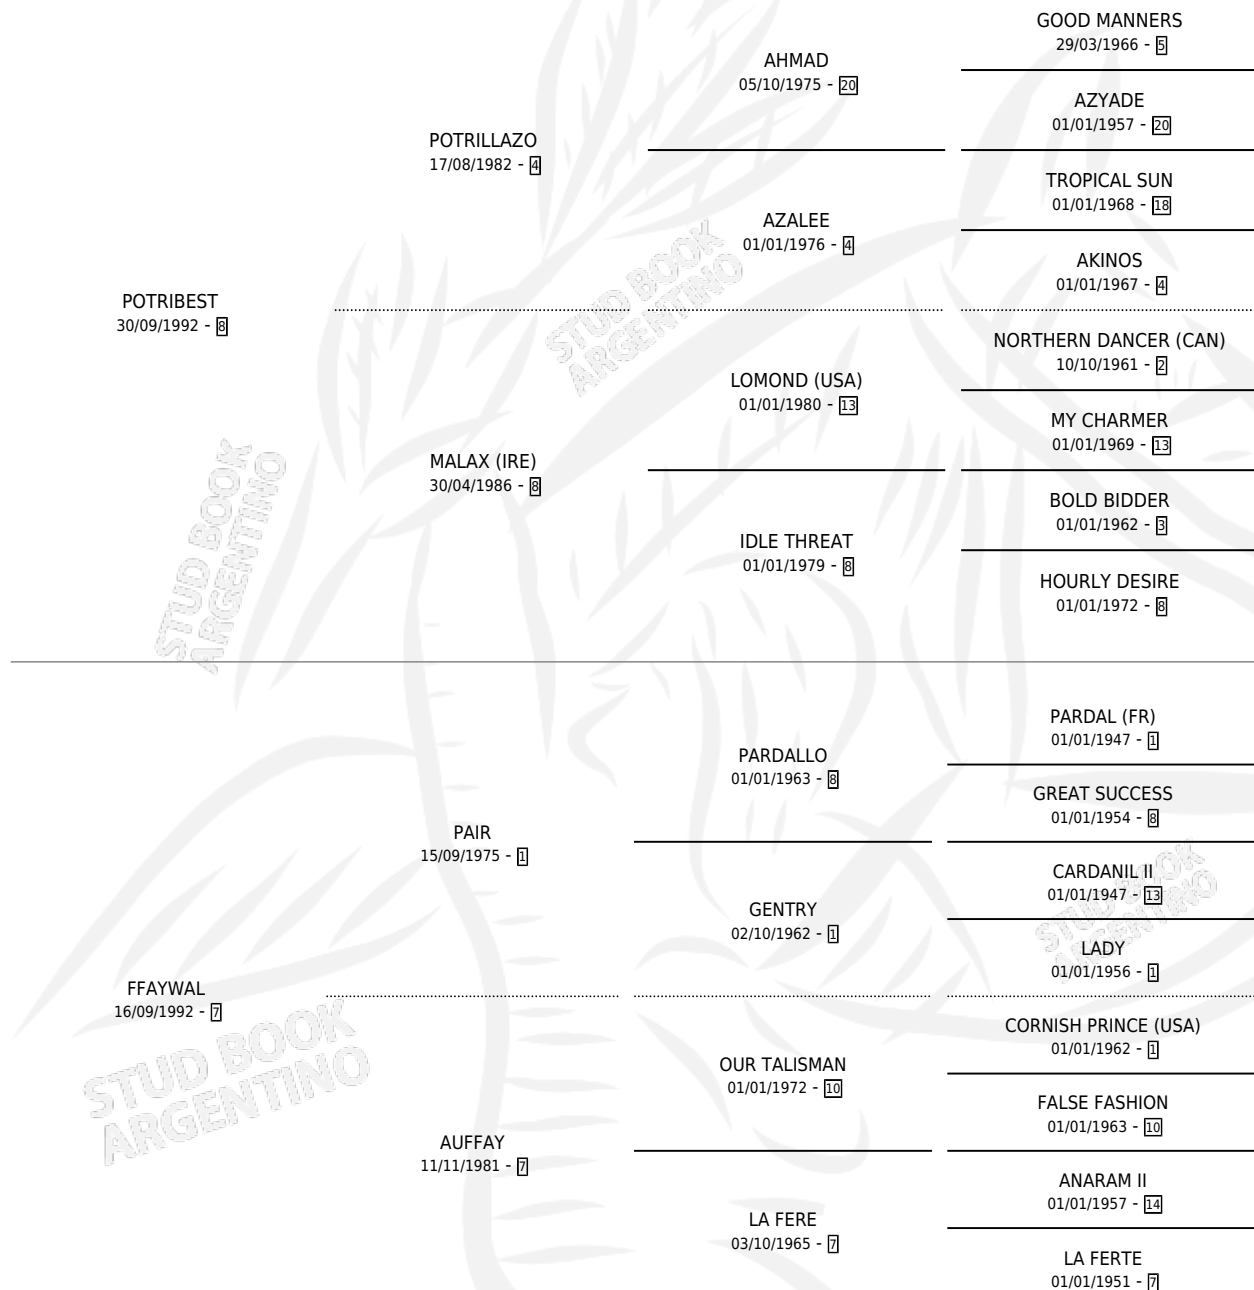 GOOD MANNERS
29/03/1966 - 5
AHMAD
05/10/1975 - 20
AZYADE
01/01/1957 - 20
POTRILLAZO
17/08/1982 - 4
TROPICAL SUN
01/01/1968 - 18
AZALEE
01/01/1976 - 4
AKINOS
01/01/1967 - 4
POTRIBEST
30/09/1992 - 8
NORTHERN DANCER (CAN)
10/10/1961 - 2
LOMOND (USA)
01/01/1980 - 13
MY CHARMER
01/01/1969 - 13
MALAX (IRE)
30/04/1986 - 8
BOLD BIDDER
01/01/1962 - 3
IDLE THREAT
01/01/1979 - 8
HOURLY DESIRE
01/01/1972 - 8
PARDAL (FR)
01/01/1947 - 1
PARDALLO
01/01/1963 - 8
GREAT SUCCESS
01/01/1954 - 8
PAIR
15/09/1975 - 1
CARDANIL II
01/01/1947 - 13
GENTRY
02/10/1962 - 1
LADY
01/01/1956 - 1
FFAYWAL
16/09/1992 - 7
CORNISH PRINCE (USA)
01/01/1962 - 1
OUR TALISMAN
01/01/1972 - 10
FALSE FASHION
01/01/1963 - 10
AUFFAY
11/11/1981 - 7
ANARAM II
01/01/1957 - 14
LA FERE
03/10/1965 - 7
LA FERTE
01/01/1951 - 7
STUD BOOK
ARGENTINO
STUD BOOK
ARGENTINO
STUD BOOK
ARGENTINO
STUD BOOK
ARGENTINO